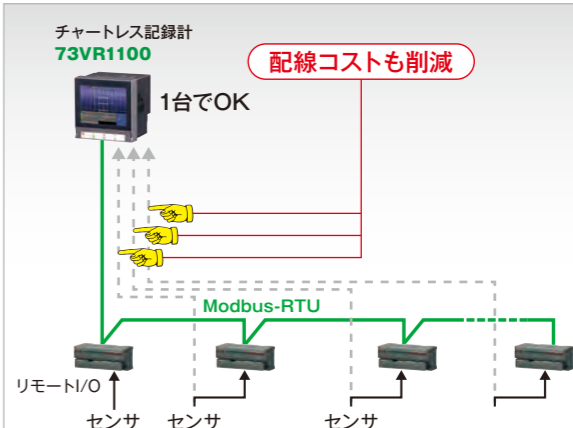 チャートレス記録計
73VR1100
配線コストも削減
1台でOK
Modbus-RTU
リモートI/O
センサ
センサ
センサ